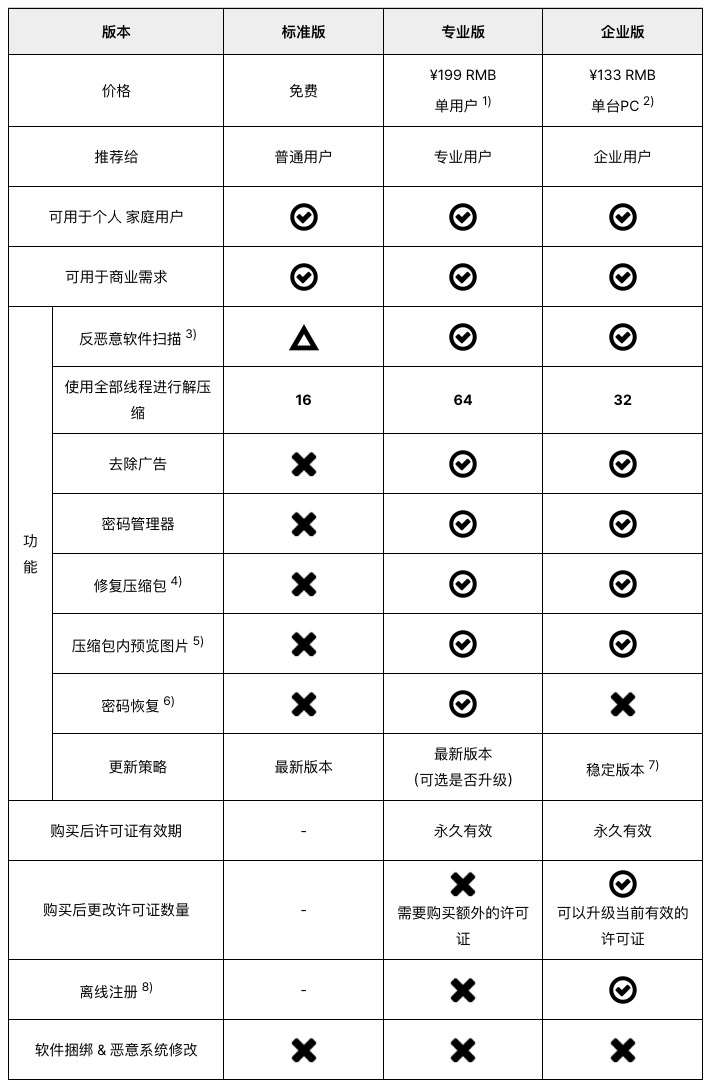 版本 标准版 专业版 企业版
价格 免费 ¥199 RMB ¥133 RMB
单用户 1) 单台PC 2)
推荐给 普通用户 专业用户 企业用户
可用于个人 家庭用户
可用于商业需求
功
能
反恶意软件扫描 3)
使用全部线程进行解压
缩
16 64 32
去除广告
密码管理器
修复压缩包 4)
压缩包内预览图片 5)
密码恢复 6)
更新策略 最新版本 最新版本 稳定版本 7)
(可选是否升级)
购买后许可证有效期 - 永久有效 永久有效
购买后更改许可证数量 - 需要购买额外的许可 可以升级当前有效的
证 许可证
离线注册 8) -
软件捆绑 & 恶意系统修改